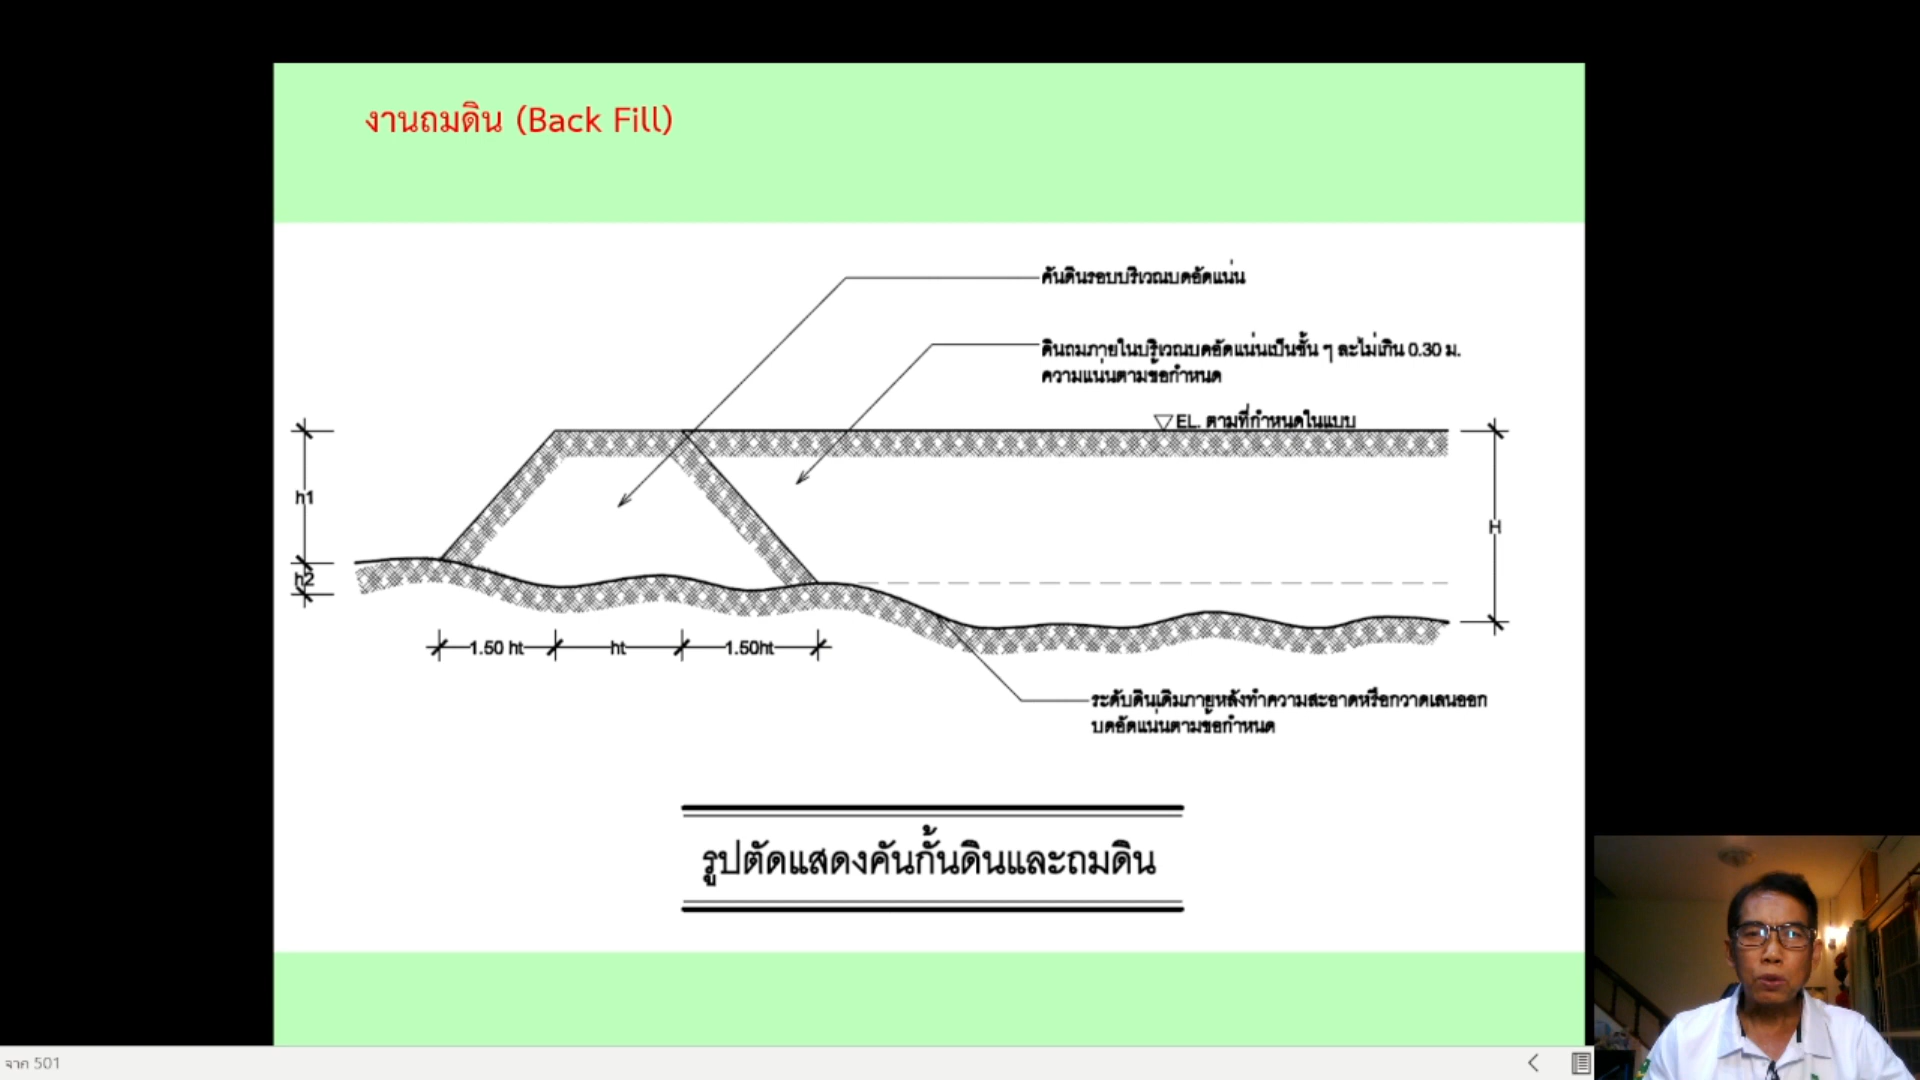 งานถมดิน (Back Fill)
คันดินรอบบริเวณบดอัดแน่น
ดินถมภายในบริเวณบดอัดแน่นเป็นชั้น ๆ ละไม่เกิน 0.30 ม.
ความแน่นตามข้อกำหนด
EL. ตามที่กำหนดในแบบ
h1
H
h2
1.50 ht
ht
1.50ht
ระดับดินเดิมภายหลังทำความสะอาดหรือกวาดเลนออก
บดอัดแน่นตามข้อกำหนด
รูปตัดแสดงคันกั้นดินและถมดิน
จาก 501